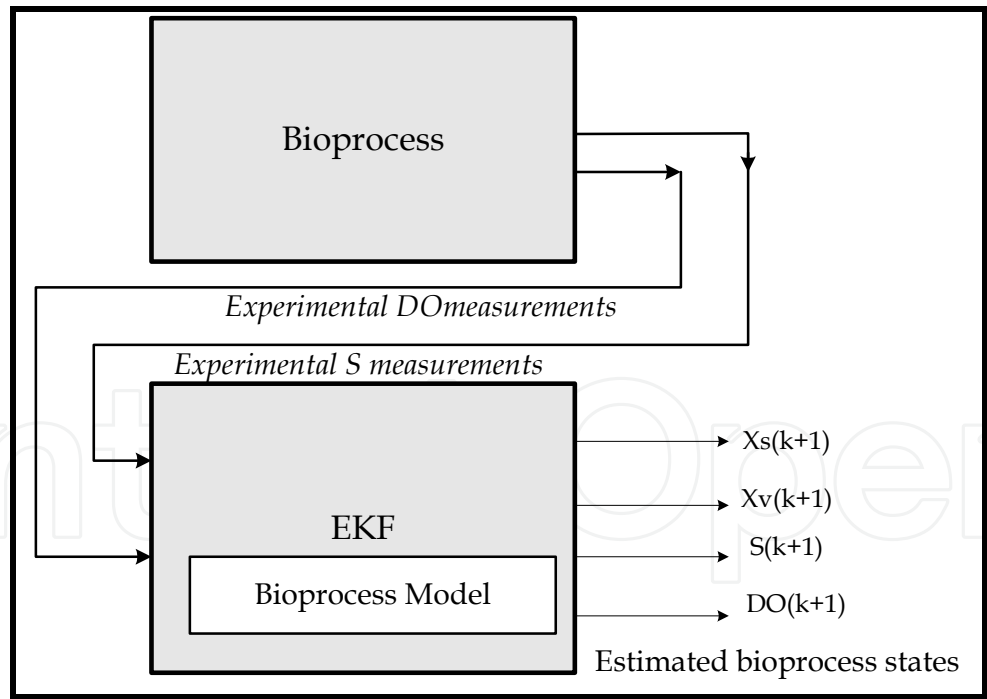 Bioprocess
Experimental DOmeasurements
Experimental S measurements
Xs(k+1)
Xv(k+1)
EKF
S(k+1)
Bioprocess Model
DO(k+1)
Estimated bioprocess states